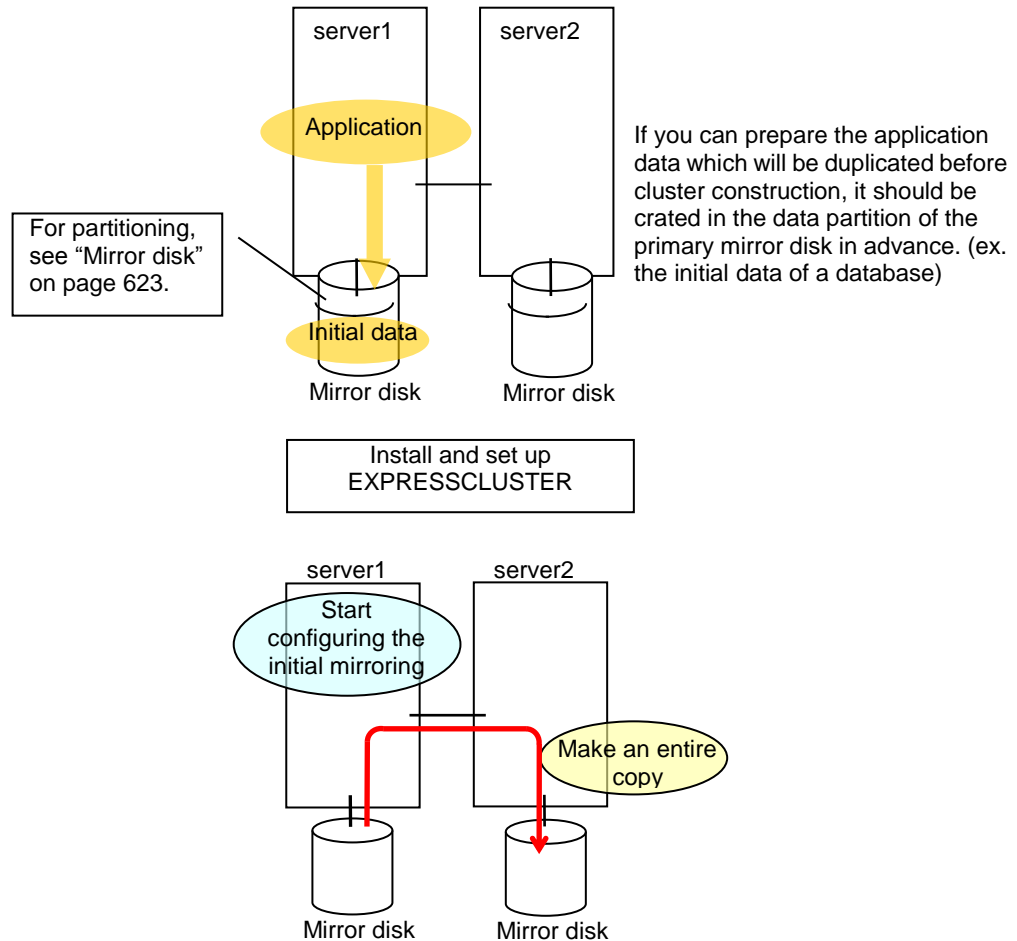 server1
server2
Application
If you can prepare the application
data which will be duplicated before
cluster construction, it should be
crated in the data partition of the
primary mirror disk in advance. (ex.
the initial data of a database)
For partitioning,
see “Mirror disk”
on page 623.
Initial data
Mirror disk
Mirror disk
Install and set up
EXPRESSCLUSTER
server1
server2
Start
configuring the
initial mirroring
Make an entire
copy
Mirror disk
Mirror disk